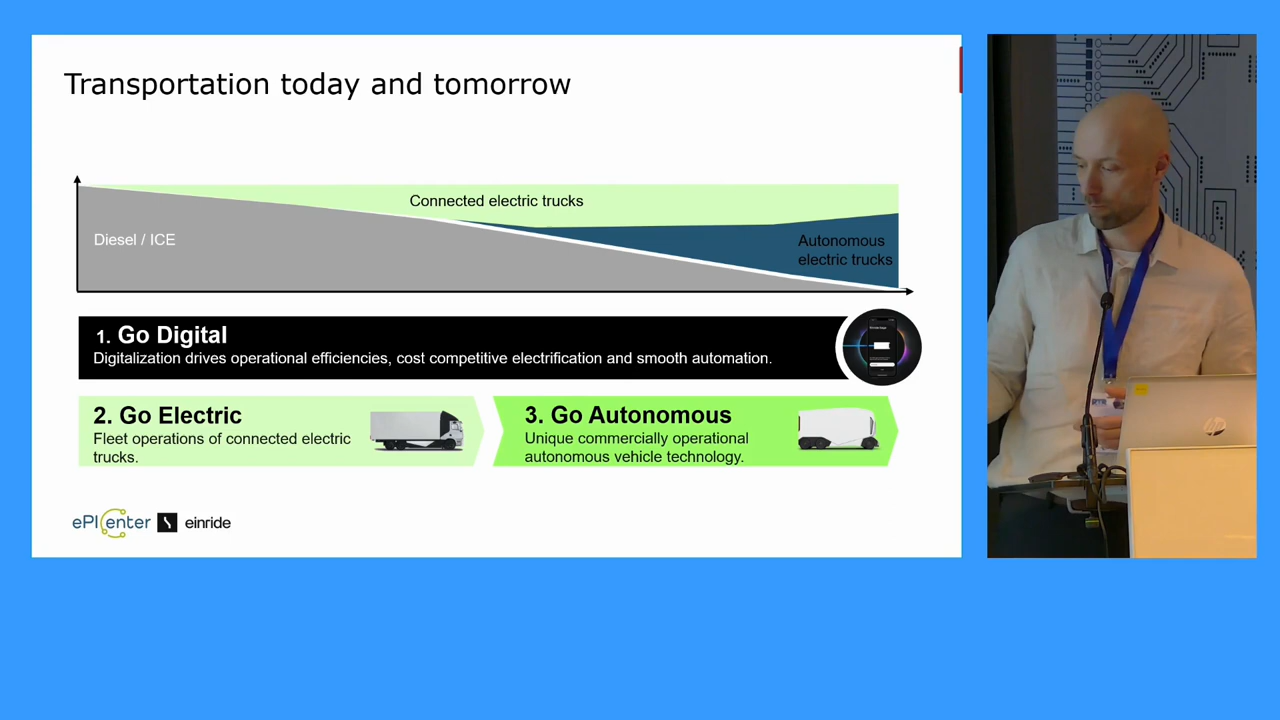 Transportation today and tomorrow
Connected electric trucks
Diesel / ICE
Autonomous
electric trucks
1. Go Digital
Digitalization drives operational efficiencies, cost competitive electrification and smooth automation.
2. Go Electric
Fleet operations of connected electric
trucks.
3. Go Autonomous
Unique commercially operational
autonomous vehicle technology.
ePIcenter
einride
hp